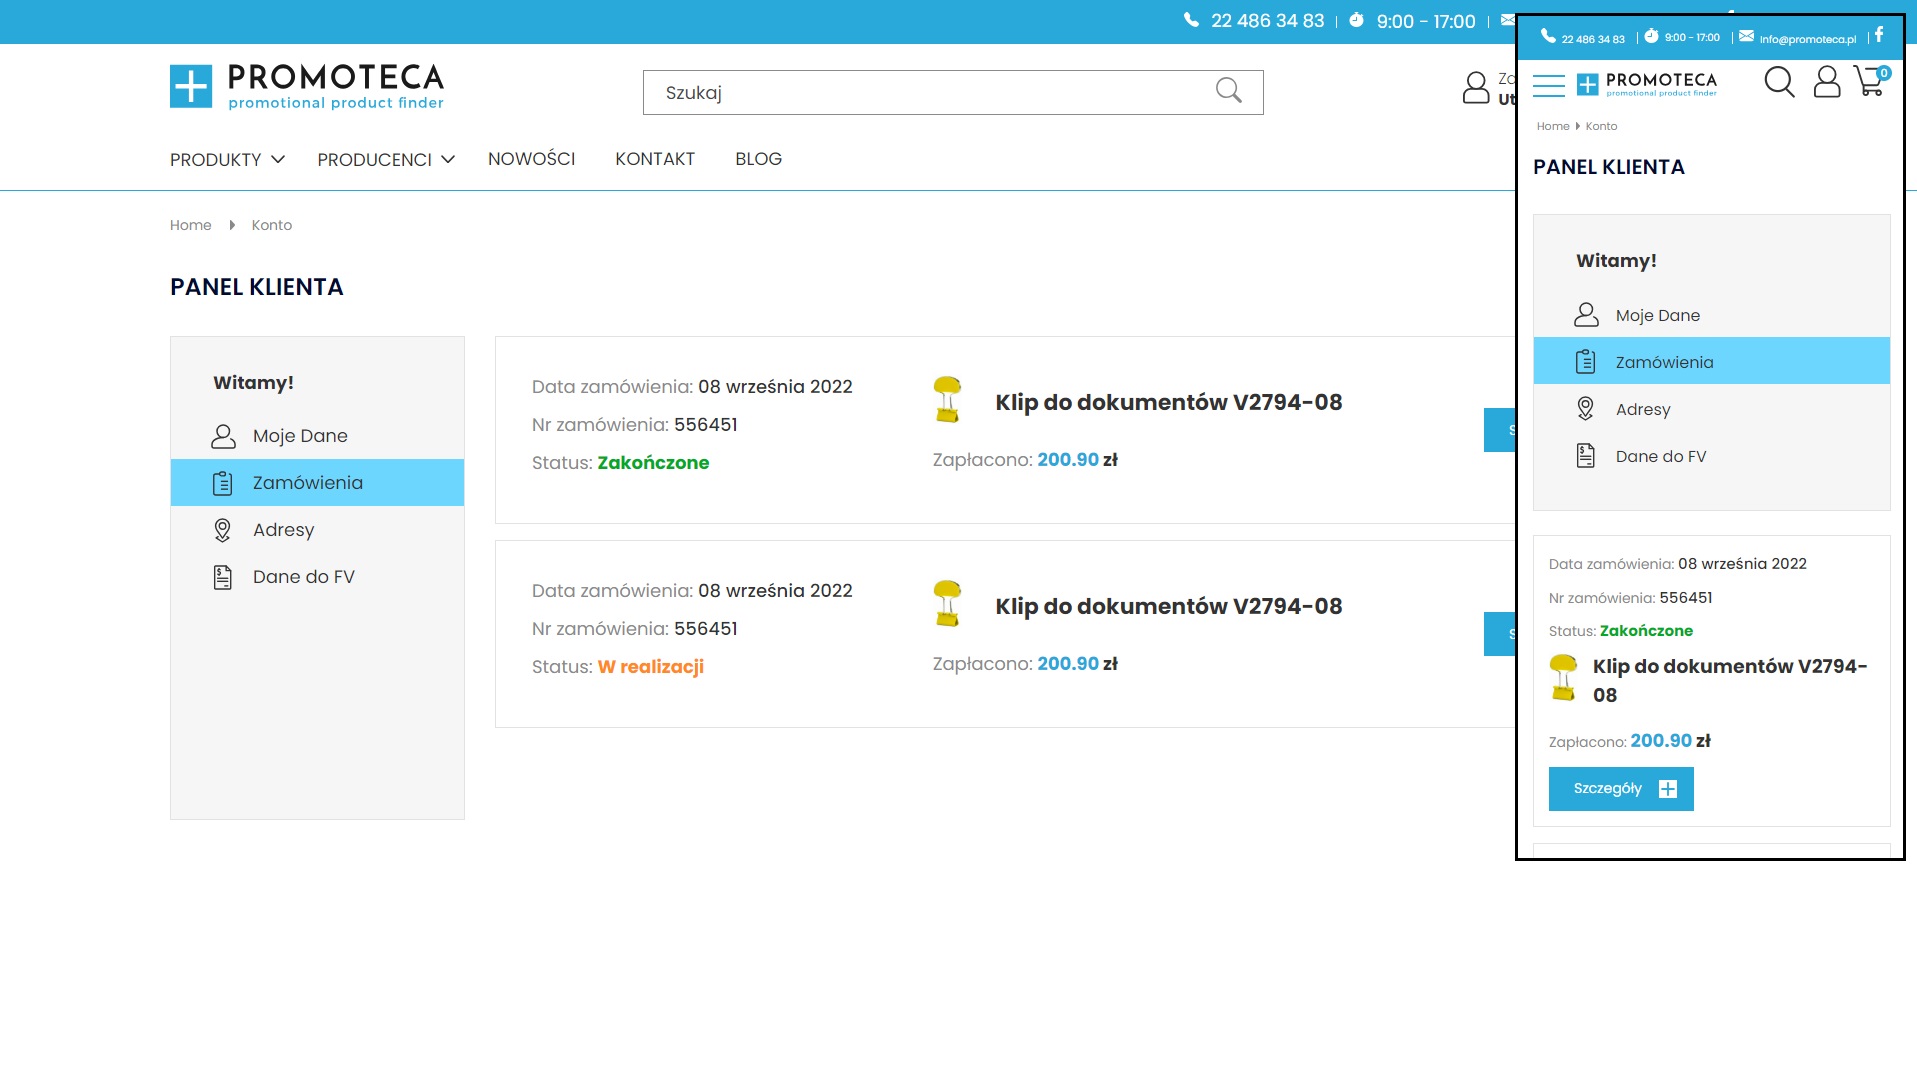 22 486 34 83 | 9:00 - 17:00 |
PROMOTECA
promotional product finder
Szukaj
PRODUKTY
PRODUCENCI
NOWOŚCI
KONTAKT
BLOG
Home Konto
PANEL KLIENTA
Witamy!
Moje Dane
Zamówienia
Adresy
Dane do FV
Data zamówienia: 08 września 2022
Nr zamówienia: 556451
Status: Zakończone
Klip do dokumentów V2794-08
Zapłacono: 200.90 zł
Data zamówienia: 08 września 2022
Nr zamówienia: 556451
Status: W realizacji
Klip do dokumentów V2794-08
Zapłacono: 200.90 zł
22 486 34 83 | 9:00 - 17:00 | info@promoteca.pl |
PROMOTECA
promotional product finder
0
Home Konto
PANEL KLIENTA
Witamy!
Moje Dane
Zamówienia
Adresy
Dane do FV
Data zamówienia: 08 września 2022
Nr zamówienia: 556451
Status: Zakończone
Klip do dokumentów V2794-
08
Zapłacono: 200.90 zł
Szczegóły